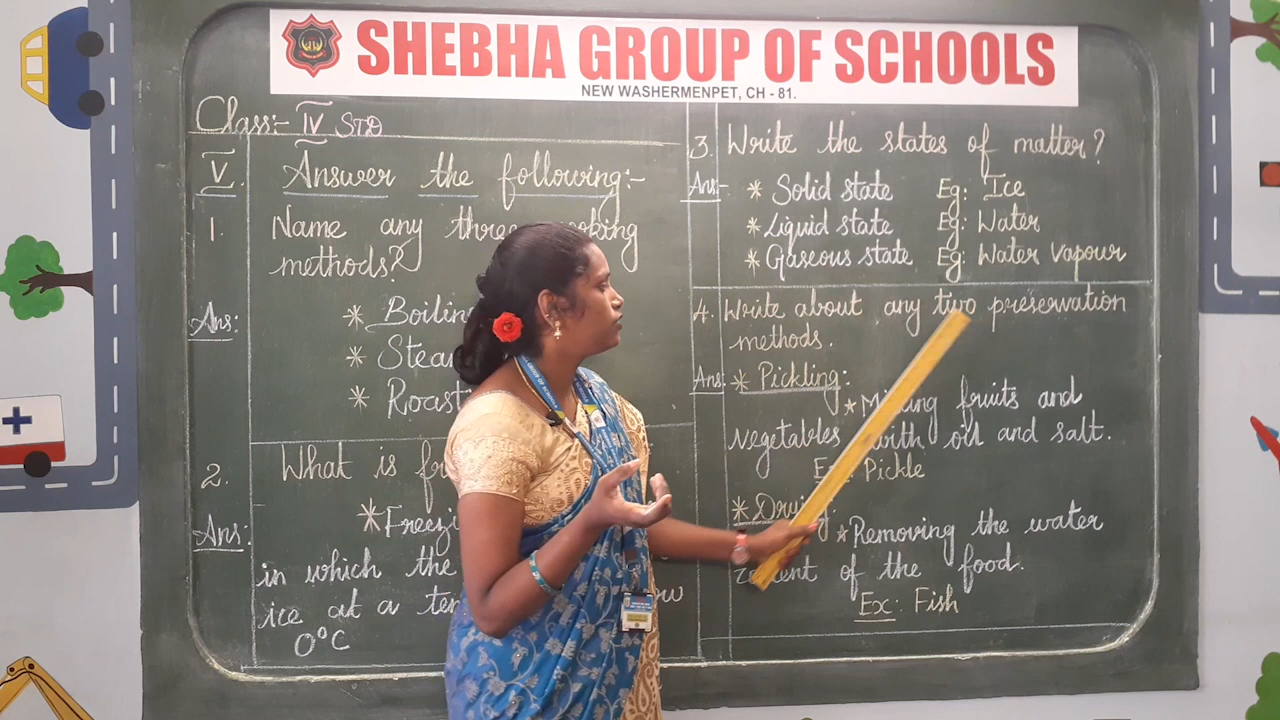 SHEBHA GROUP OF SCHOOLS
NEW WASHERMENPET, CH - 81.
Class:- IV STD
V. Answer the following:-
1. Name any three cooking
methods?
Ans: * Boilin
* Stea
* Roast
2. What is fr
Ans: * Freezi
in which the
ice at a te
0°C
3. Write the states of matter?
Ans:- * Solid state Eg: Ice
* Liquid state Eg: Water
* Gaseous state Eg: Water vapour
4. Write about any two preservation
methods.
Ans: * Pickling:
* Mixing fruits and
vegetables with oil and salt.
Pickle
* Drying:
* Removing the water
of the food.
Ex: Fish